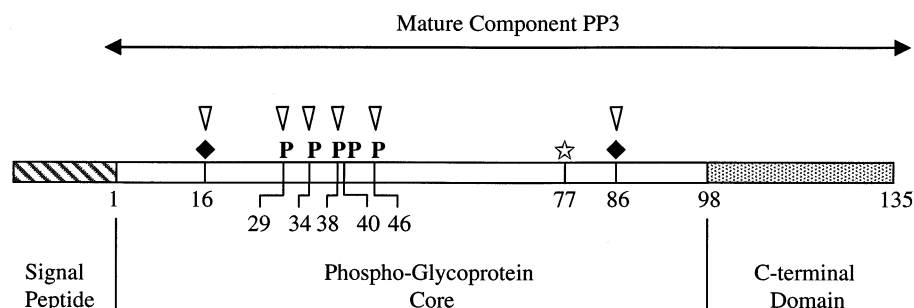 Mature Component PP3
P P PP P
1 16 77 86 98 135
29 34 38 40 46
Signal Phospho-Glycoprotein C-terminal
Peptide Core Domain